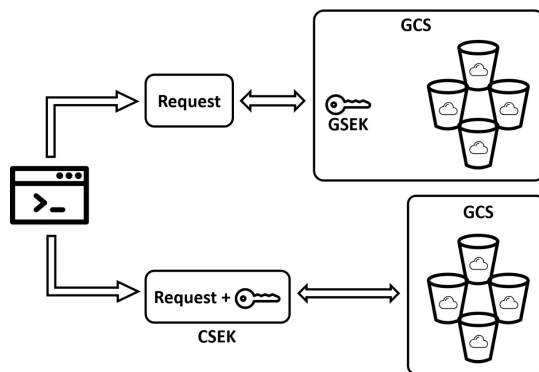 GCS
Request
GSEK
>_
GCS
Request +
CSEK